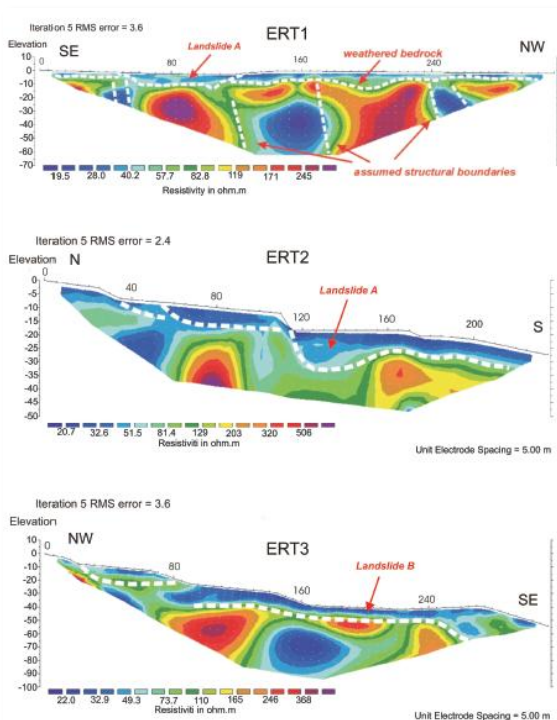 Iteration 5 RMS error = 3.6
ERT1
Elevation
SE
NW
Landslide A
weathered bedrock
80
160
240
10
0
-10
-20
-30
-40
-50
-60
-70
assumed structural boundaries
19.5 28.0 40.2 57.7 82.8 119 171 245
Resistivity in ohm.m
Iteration 5 RMS error = 2.4
ERT2
Elevation
N
S
0
40
80
120
160
200
Landslide A
0
-5
-10
-15
-20
-25
-30
-35
-40
-45
-50
20.7 32.6 51.5 81.4 129 203 320 506
Resistiviti in ohm.m
Unit Electrode Spacing = 5.00 m
Iteration 5 RMS error = 3.6
ERT3
Elevation
NW
SE
0
80
160
240
Landslide B
10
0
-10
-20
-30
-40
-50
-60
-70
-80
-90
-100
22.0 32.9 49.3 73.7 110 165 246 368
Resistivity in ohm.m
Unit Electrode Spacing = 5.00 m